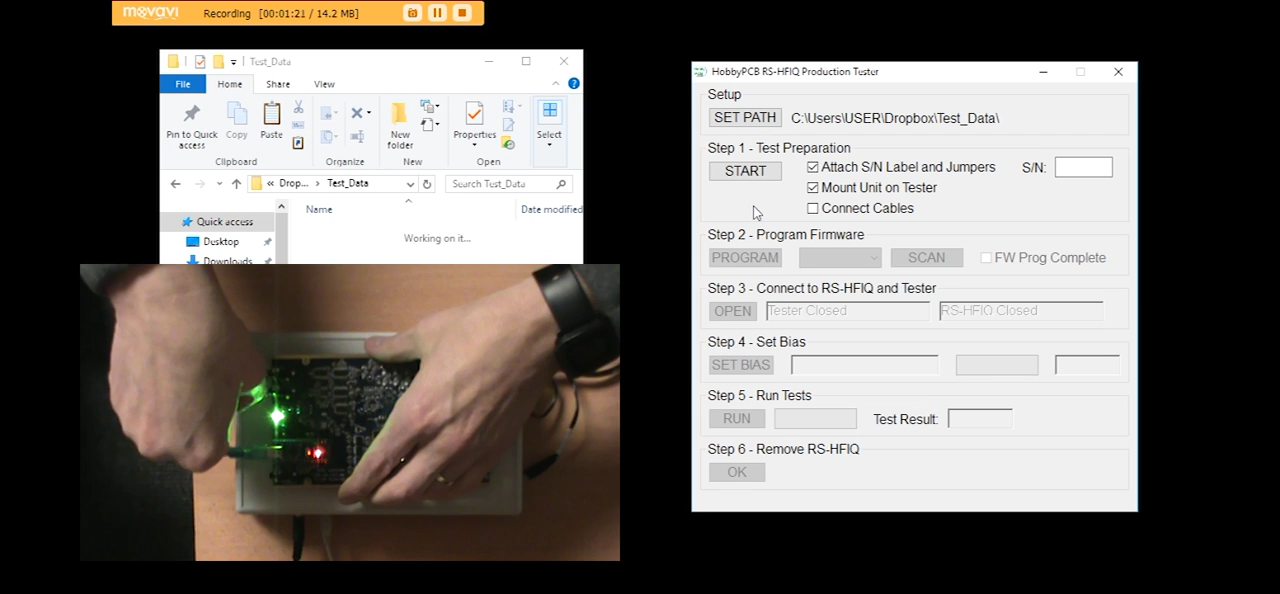 movavi Recording [00:01:21 / 14.2 MB]
Test_Data
File Home Share View
Pin to Quick access
Copy
Paste
New folder
Properties
Select
Clipboard Organize New Open
« Drop... › Test_Data
Search Test_Data
Name Date modified
Quick access
Desktop
Downloads
Working on it...
HobbyPCB RS-HFIQ Production Tester
Setup
SET PATH C:\Users\USER\Dropbox\Test_Data\
Step 1 - Test Preparation
START
Attach S/N Label and Jumpers S/N:
Mount Unit on Tester
Connect Cables
Step 2 - Program Firmware
PROGRAM SCAN FW Prog Complete
Step 3 - Connect to RS-HFIQ and Tester
OPEN Tester Closed RS-HFIQ Closed
Step 4 - Set Bias
SET BIAS
Step 5 - Run Tests
RUN Test Result:
Step 6 - Remove RS-HFIQ
OK